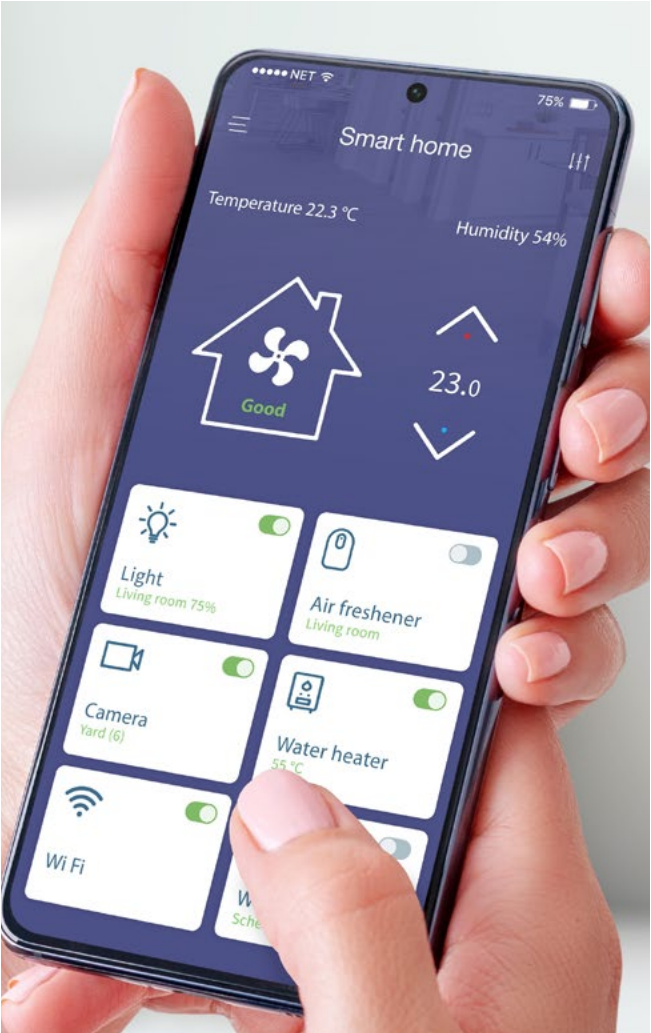 NET
75%
Smart home
Temperature 22.3 °C
Humidity 54%
Good
23.0
Light
Living room 75%
Air freshener
Living room
Camera
Yard (6)
Water heater
55 °C
Wi Fi